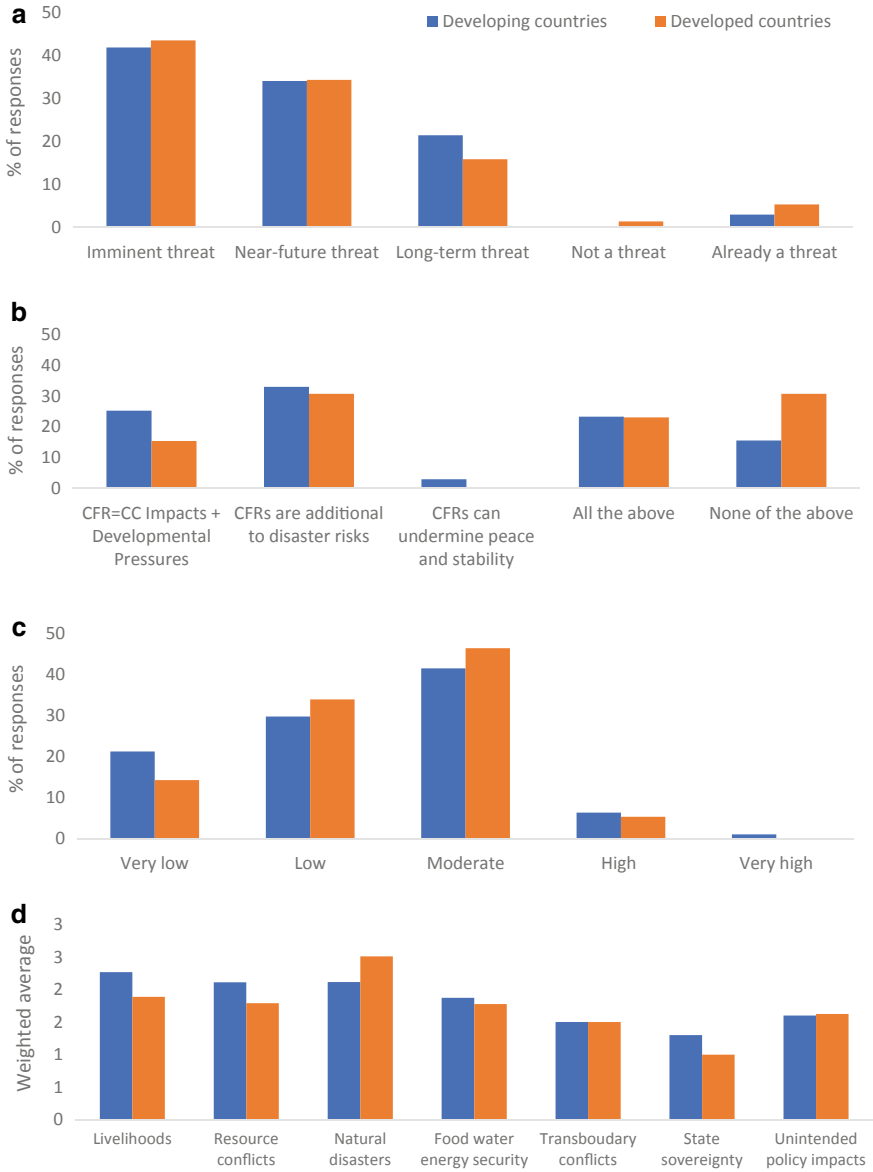 a
Developing countries
Developed countries
% of responses
50
40
30
20
10
0
Imminent threat
Near-future threat
Long-term threat
Not a threat
Already a threat
b
% of responses
50
40
30
20
10
0
CFR=CC Impacts +
Developmental
Pressures
CFRs are additional
to disaster risks
CFRs can
undermine peace
and stability
All the above
None of the above
c
% of responses
50
40
30
20
10
0
Very low
Low
Moderate
High
Very high
d
Weighted average
3
3
2
2
1
1
0
Livelihoods
Resource
conflicts
Natural
disasters
Food water
energy security
Transboudary
conflicts
State
sovereignty
Unintended
policy impacts